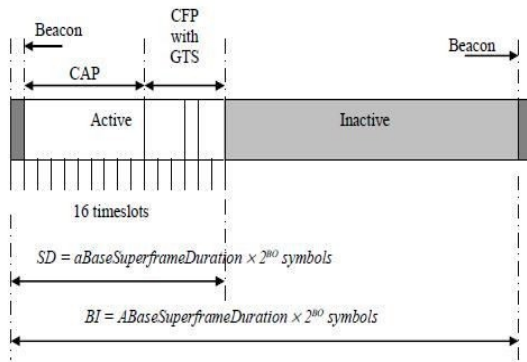 CFP
with
GTS
Beacon
Beacon
CAP
Active
Inactive
16 timeslots
SD = aBaseSuperframeDuration × 2^BO symbols
BI = ABaseSuperframeDuration × 2^BO symbols